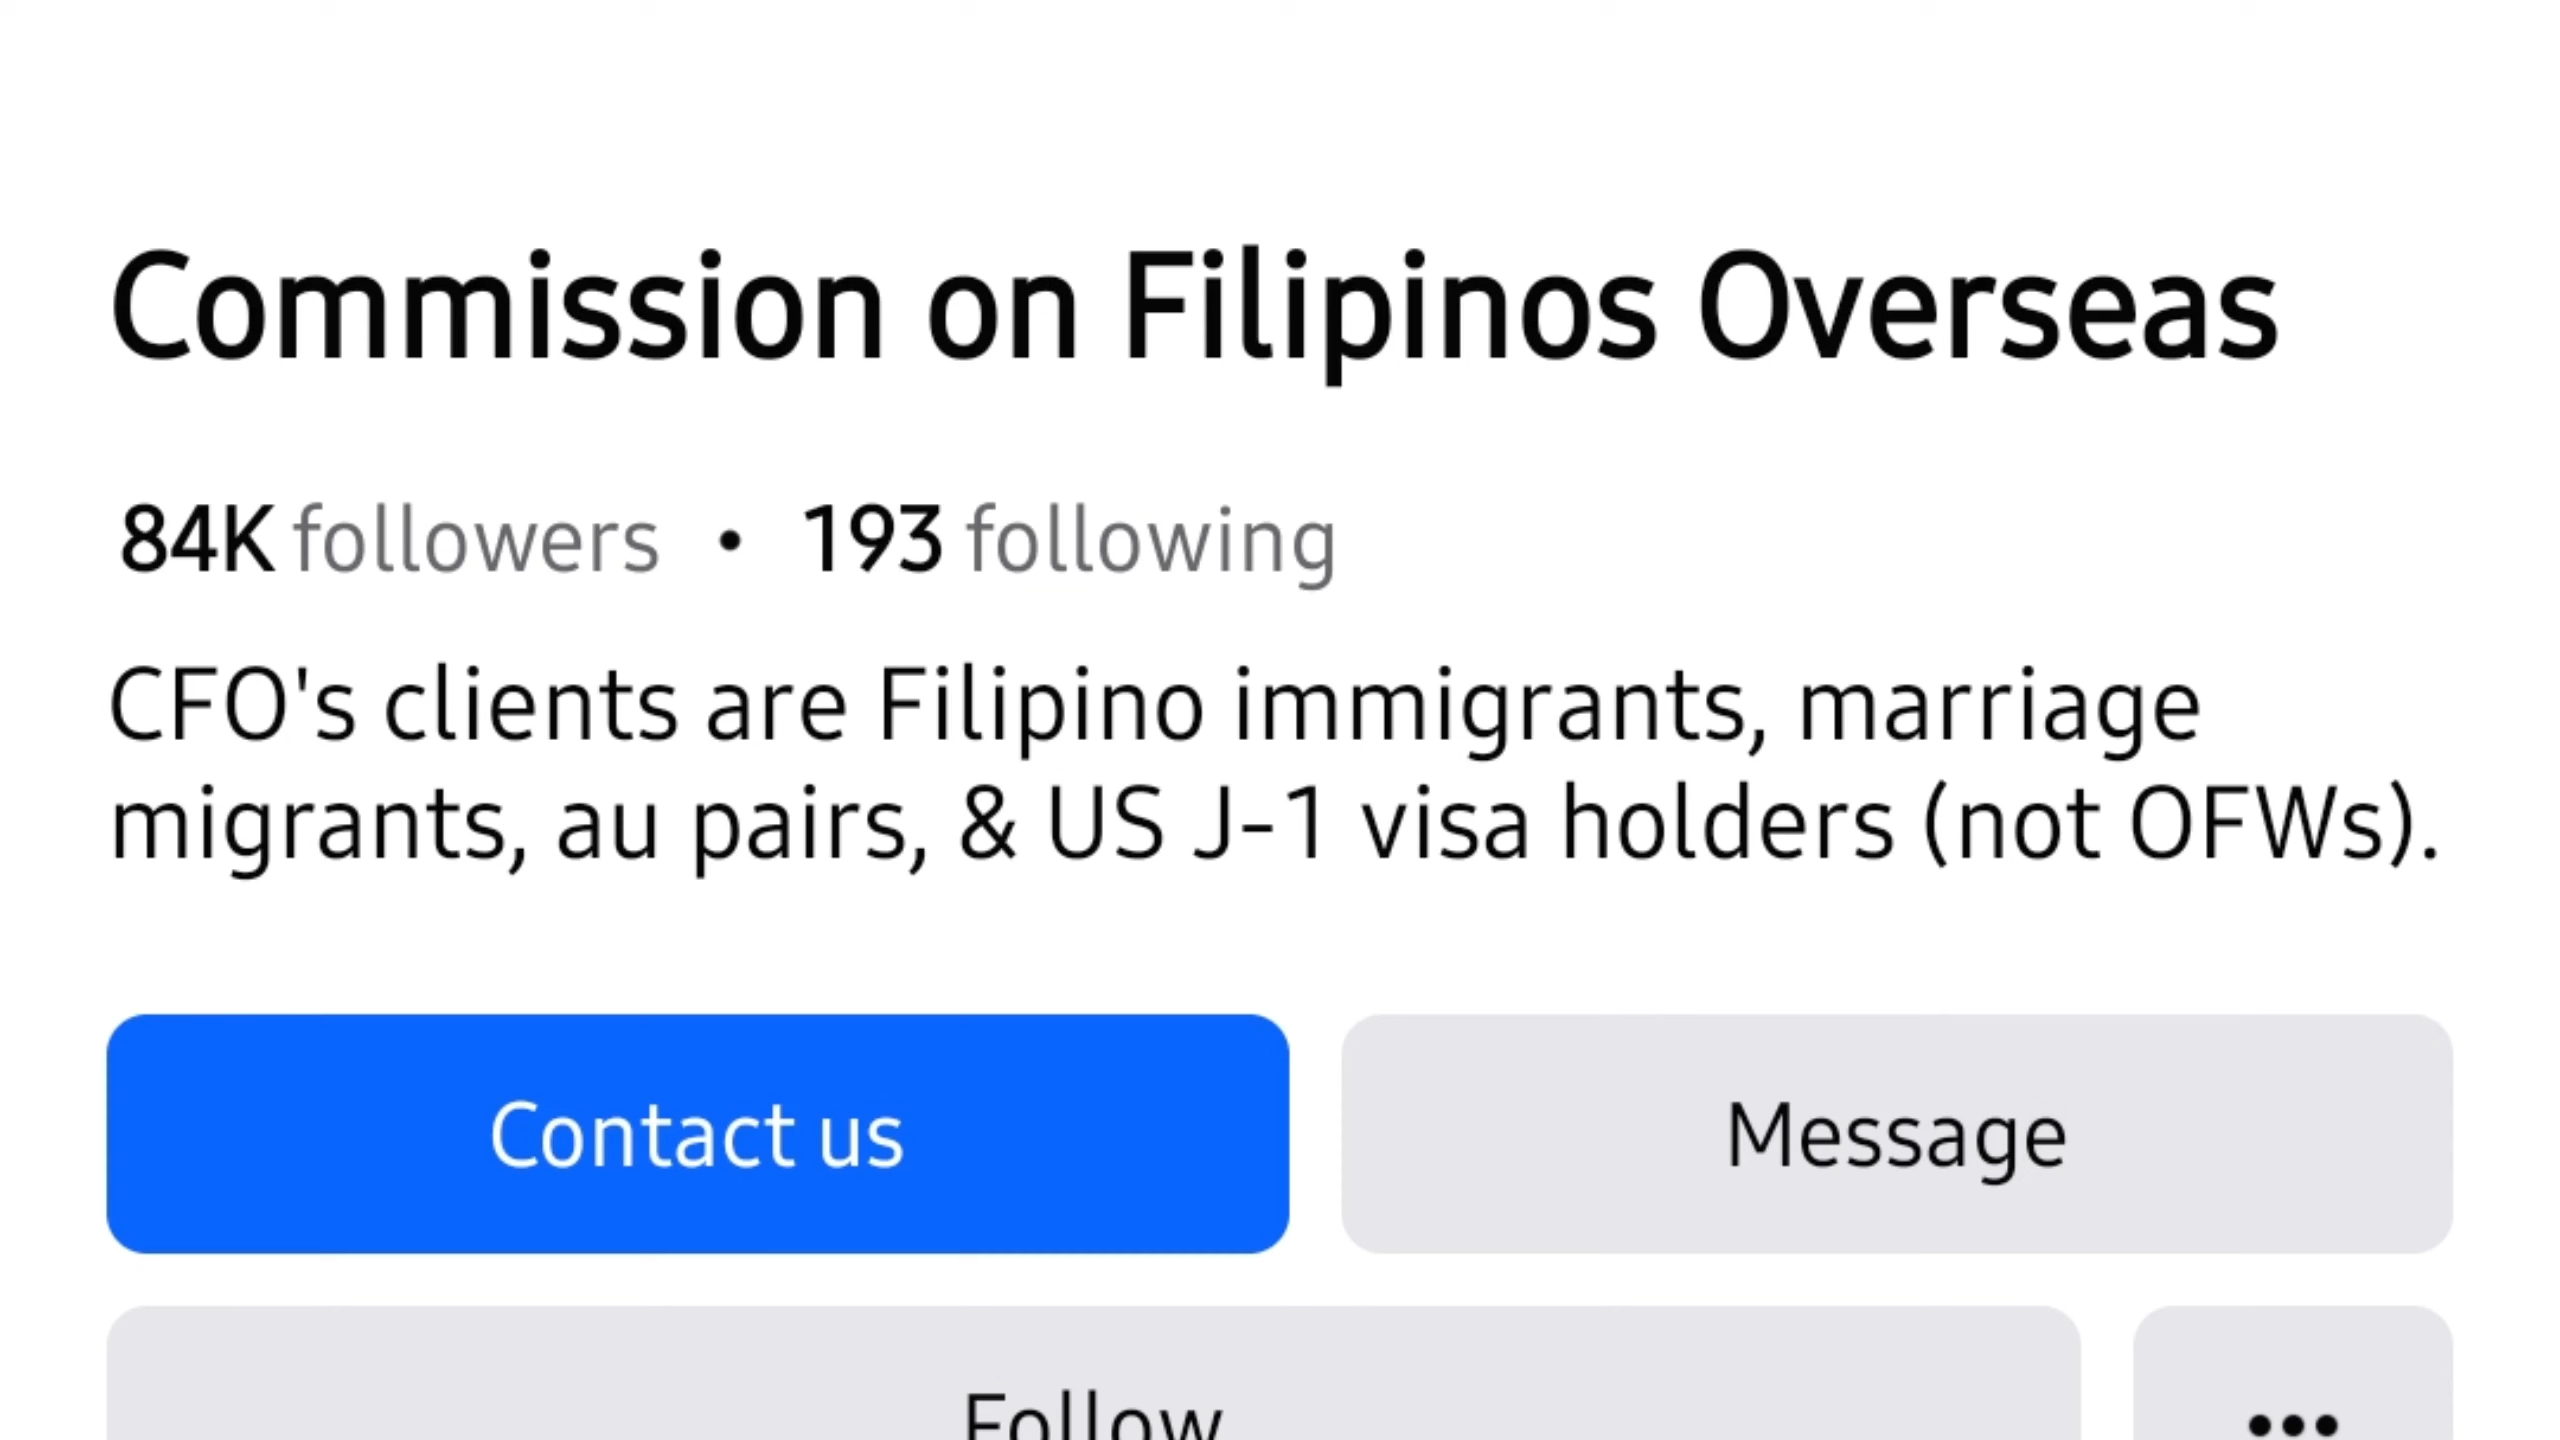 Commission on Filipinos Overseas
84K followers • 193 following
CFO's clients are Filipino immigrants, marriage
migrants, au pairs, & US J-1 visa holders (not OFWs).
Contact us
Message
Follow